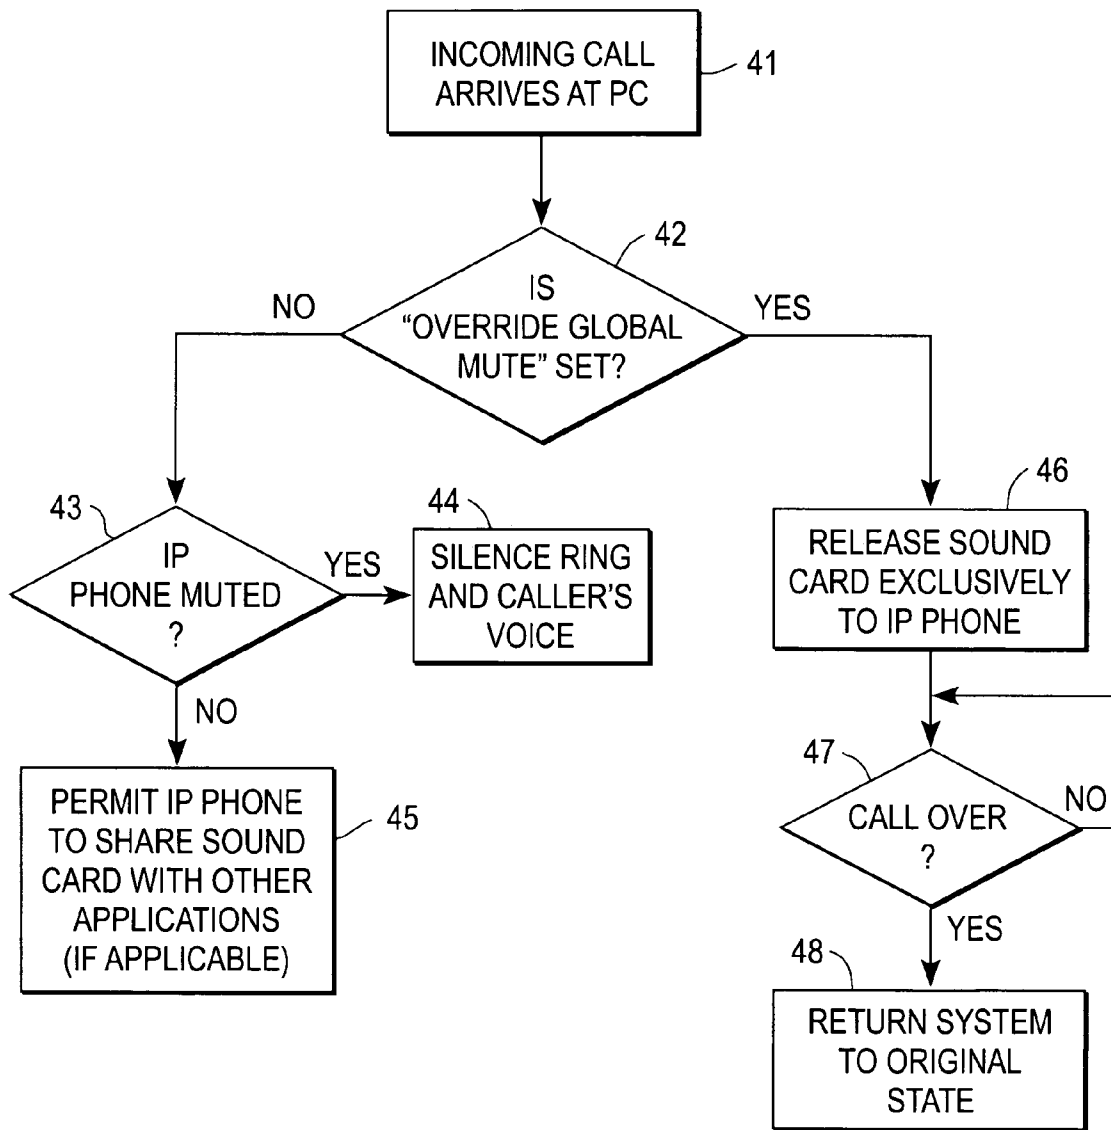 INCOMING CALL
ARRIVES AT PC
41
42
IS
“OVERRIDE GLOBAL
MUTE” SET?
NO
YES
43
IP
PHONE MUTED
?
YES
NO
44
SILENCE RING
AND CALLER'S
VOICE
45
PERMIT IP PHONE
TO SHARE SOUND
CARD WITH OTHER
APPLICATIONS
(IF APPLICABLE)
46
RELEASE SOUND
CARD EXCLUSIVELY
TO IP PHONE
47
CALL OVER
?
NO
YES
48
RETURN SYSTEM
TO ORIGINAL
STATE